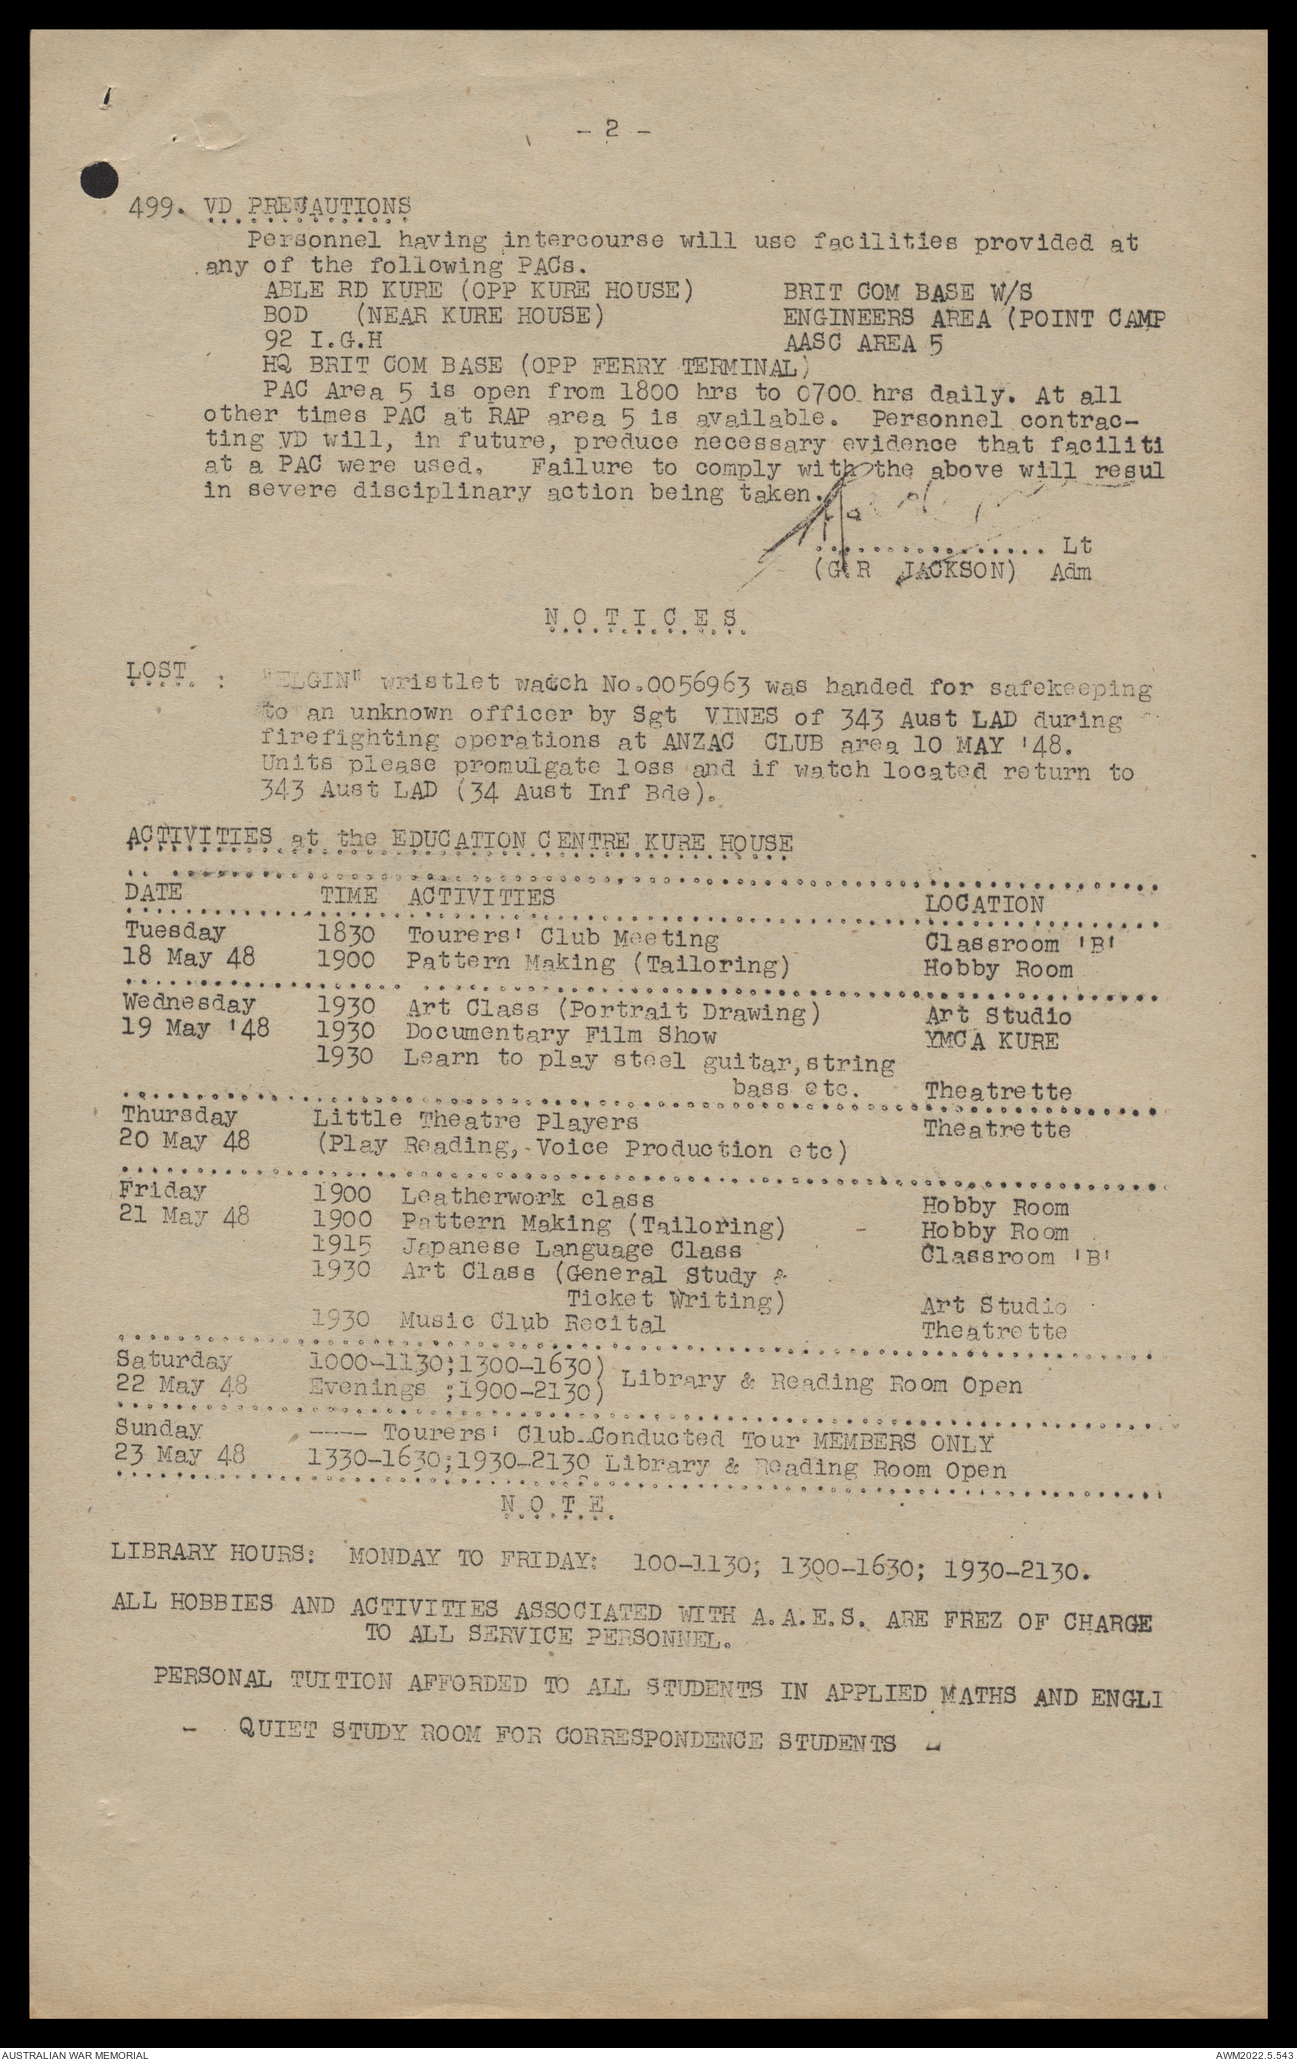 - 2 -
499. VD PRECAUTIONS
Personnel having intercourse will use facilities provided at
any of the following PACs.
ABLE RD KURE (OPP KURE HOUSE) BRIT COM BASE W/S
BOD (NEAR KURE HOUSE) ENGINEERS AREA (POINT CAMP
92 I.G.H AASC AREA 5
HQ BRIT COM BASE (OPP FERRY TERMINAL)
PAC Area 5 is open from 1800 hrs to 0700 hrs daily. At all
other times PAC at RAP area 5 is available. Personnel contrac-
ting VD will, in future, produce necessary evidence that faciliti
at a PAC were used. Failure to comply with the above will resul
in severe disciplinary action being taken.
................ Lt
(G R JACKSON) Adm
N O T I C E S
LOST : "ELGIN" wristlet watch No.0056963 was handed for safekeeping
to an unknown officer by Sgt VINES of 343 Aust LAD during
firefighting operations at ANZAC CLUB area 10 MAY '48.
Units please promulgate loss and if watch located return to
343 Aust LAD (34 Aust Inf Bde).
ACTIVITIES at the EDUCATION CENTRE KURE HOUSE
DATE TIME ACTIVITIES LOCATION
Tuesday 1830 Tourers' Club Meeting Classroom 'B'
18 May 48 1900 Pattern Making (Tailoring) Hobby Room
Wednesday 1930 Art Class (Portrait Drawing) Art Studio
19 May '48 1930 Documentary Film Show YMCA KURE
1930 Learn to play steel guitar,string
bass etc. Theatrette
Thursday Little Theatre Players Theatrette
20 May 48 (Play Reading, Voice Production etc)
Friday 1900 Leatherwork class Hobby Room
21 May 48 1900 Pattern Making (Tailoring) - Hobby Room
1915 Japanese Language Class Classroom 'B'
1930 Art Class (General Study &
Ticket Writing) Art Studio
1930 Music Club Recital Theatrette
Saturday 1000-1130;1300-1630)
22 May 48 Evenings ;1900-2130) Library & Reading Room Open
Sunday ---- Tourers' Club Conducted Tour MEMBERS ONLY
23 May 48 1330-1630;1930-2130 Library & Reading Room Open
N O T E
LIBRARY HOURS: MONDAY TO FRIDAY: 100-1130; 1300-1630; 1930-2130.
ALL HOBBIES AND ACTIVITIES ASSOCIATED WITH A.A.E.S. ARE FREZ OF CHARGE
TO ALL SERVICE PERSONNEL.
PERSONAL TUITION AFFORDED TO ALL STUDENTS IN APPLIED MATHS AND ENGLI
- QUIET STUDY ROOM FOR CORRESPONDENCE STUDENTS -
AUSTRALIAN WAR MEMORIAL AWM2022.5.543